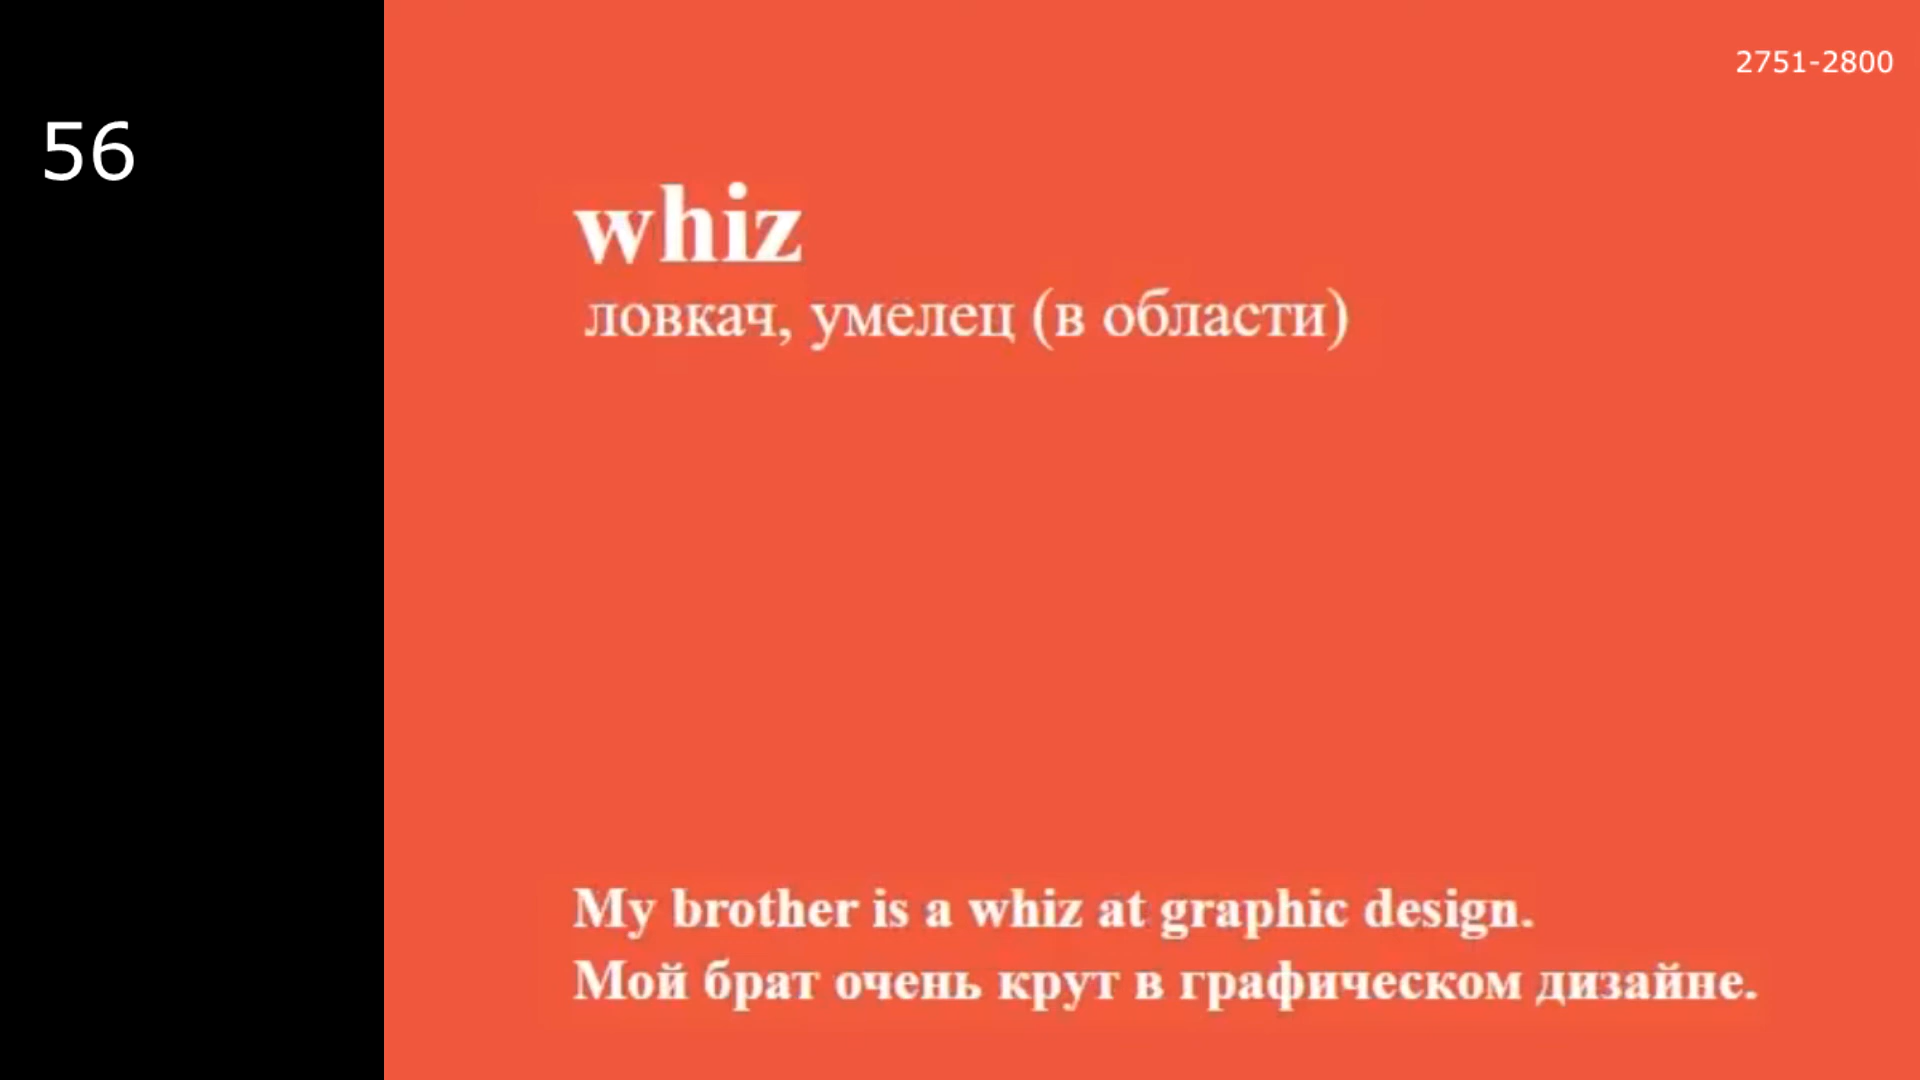 2751-2800
56
whiz
ловкач, умелец (в области)
My brother is a whiz at graphic design.
Мой брат очень крут в графическом дизайне.